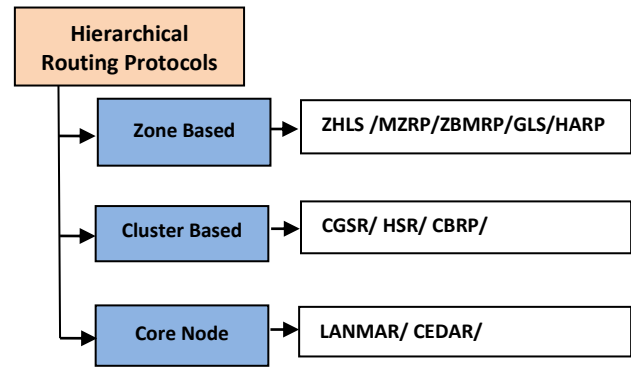 Hierarchical
Routing Protocols
Zone Based
ZHLS /MZRP/ZBMRP/GLS/HARP
Cluster Based
CGSR/ HSR/ CBRP/
Core Node
LANMAR/ CEDAR/